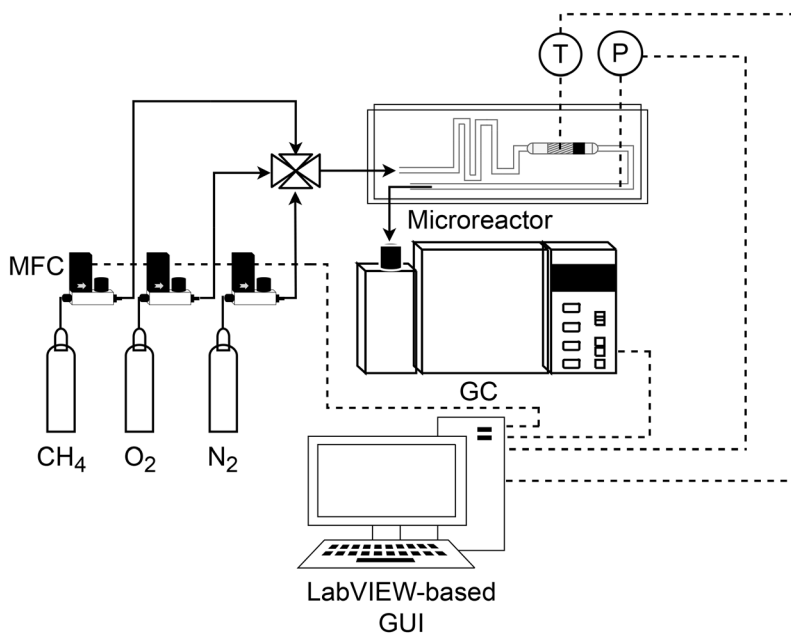 T P
Microreactor
MFC
GC
CH4 O2 N2
LabVIEW-based
GUI